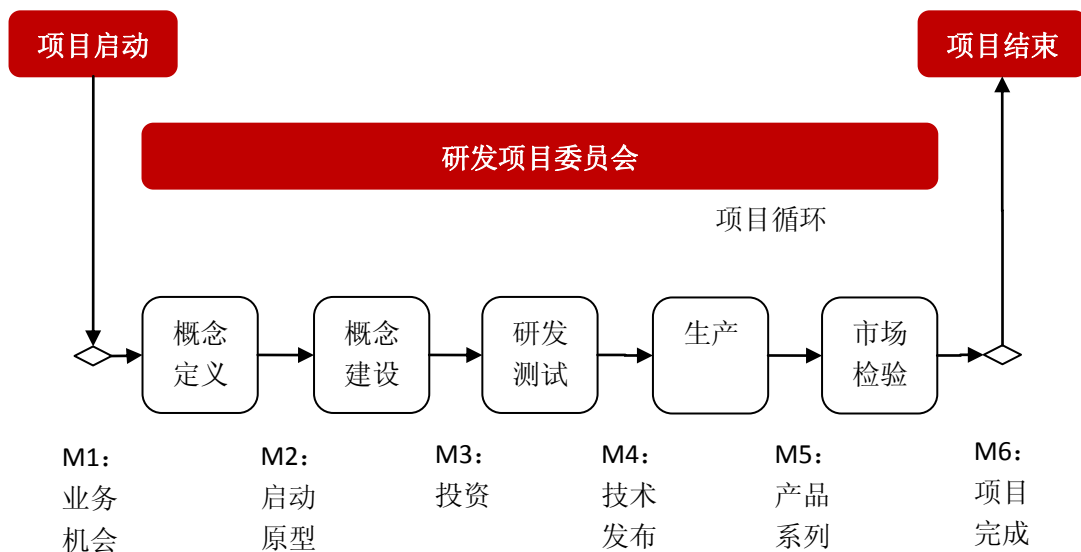 项目启动
项目结束
研发项目委员会
项目循环
概念
定义
概念
建设
研发
测试
生产
市场
检验
M1：
业务
机会
M2：
启动
原型
M3：
投资
M4：
技术
发布
M5：
产品
系列
M6：
项目
完成